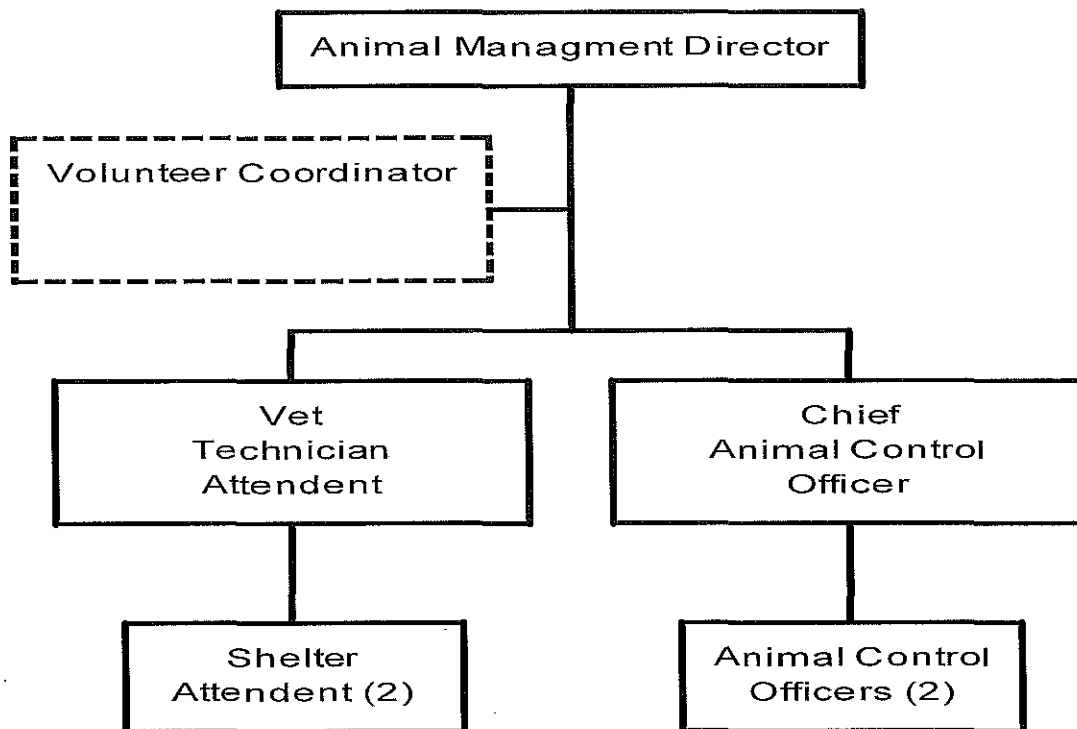 Animal Managment Director
Volunteer Coordinator
Vet
Technician
Attendent
Chief
Animal Control
Officer
Shelter
Attendent (2)
Animal Control
Officers (2)